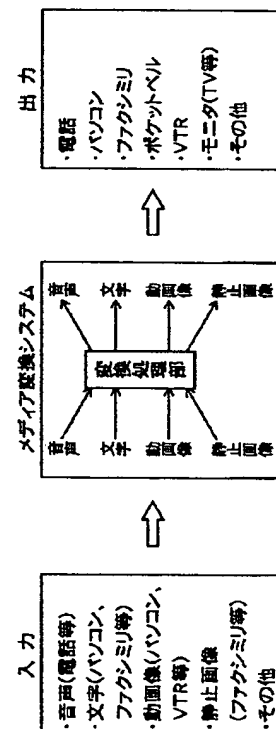 入力
・音声(電話等)
・文字(パソコン、
ファクシミリ等)
・動画像(パソコン、
VTR等)
・静止画像
(ファクシミリ等)
・その他
メディア変換システム
音声
文字
動画像
静止画像
変換処理部
音声
文字
動画像
静止画像
出力
・電話
・パソコン
・ファクシミリ
・ポケットベル
・VTR
・モニタ(TV等)
・その他